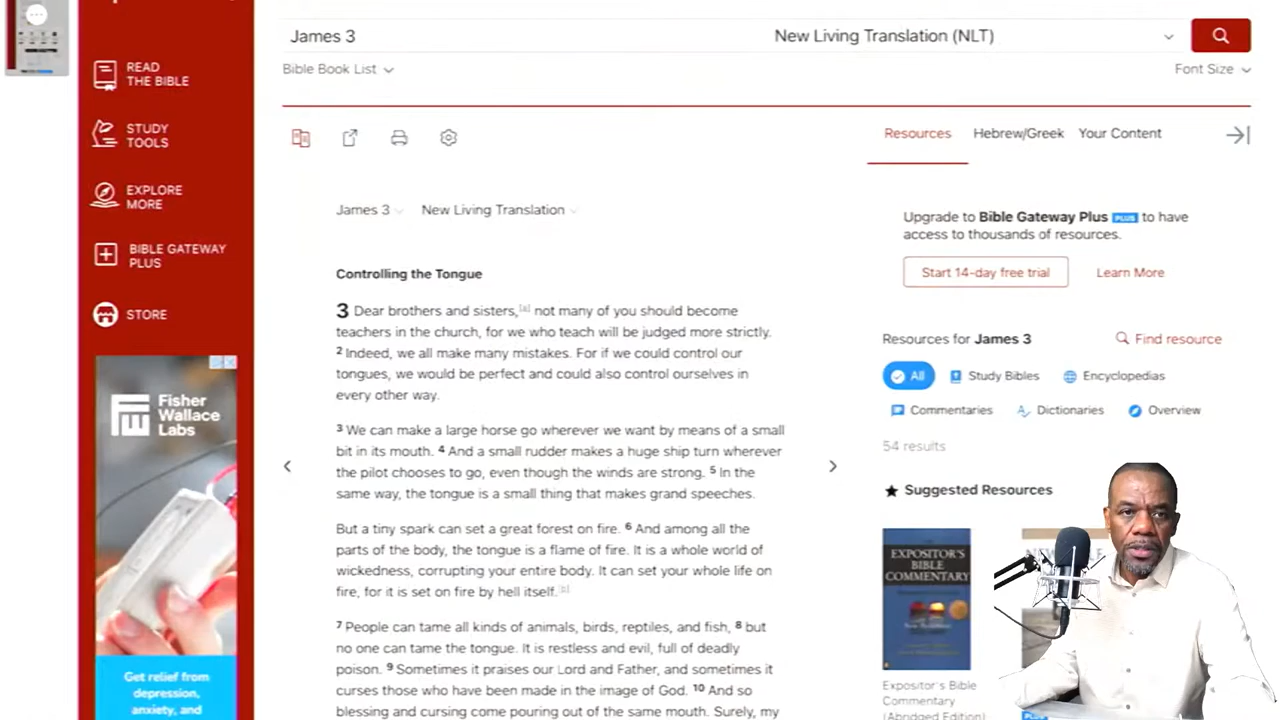 James 3
New Living Translation (NLT)
Bible Book List
Font Size
READ
THE BIBLE
STUDY
TOOLS
EXPLORE
MORE
BIBLE GATEWAY
PLUS
STORE
Fisher
Wallace
Labs
Get relief from
depression,
anxiety, and
James 3
New Living Translation
Controlling the Tongue
3 Dear brothers and sisters,[a] not many of you should become
teachers in the church, for we who teach will be judged more strictly.
2 Indeed, we all make many mistakes. For if we could control our
tongues, we would be perfect and could also control ourselves in
every other way.
3 We can make a large horse go wherever we want by means of a small
bit in its mouth. 4 And a small rudder makes a huge ship turn wherever
the pilot chooses to go, even though the winds are strong. 5 In the
same way, the tongue is a small thing that makes grand speeches.
But a tiny spark can set a great forest on fire. 6 And among all the
parts of the body, the tongue is a flame of fire. It is a whole world of
wickedness, corrupting your entire body. It can set your whole life on
fire, for it is set on fire by hell itself.
7 People can tame all kinds of animals, birds, reptiles, and fish, 8 but
no one can tame the tongue. It is restless and evil, full of deadly
poison. 9 Sometimes it praises our Lord and Father, and sometimes it
curses those who have been made in the image of God. 10 And so
blessing and cursing come pouring out of the same mouth. Surely, my
Resources
Hebrew/Greek
Your Content
Upgrade to Bible Gateway Plus PLUS to have
access to thousands of resources.
Start 14-day free trial
Learn More
Resources for James 3
Find resource
All
Study Bibles
Encyclopedias
Commentaries
Dictionaries
Overview
54 results
Suggested Resources
EXPOSITOR'S
BIBLE
COMMENTARY
Expositor's Bible
Commentary
(Abridged Edition)
PLUS